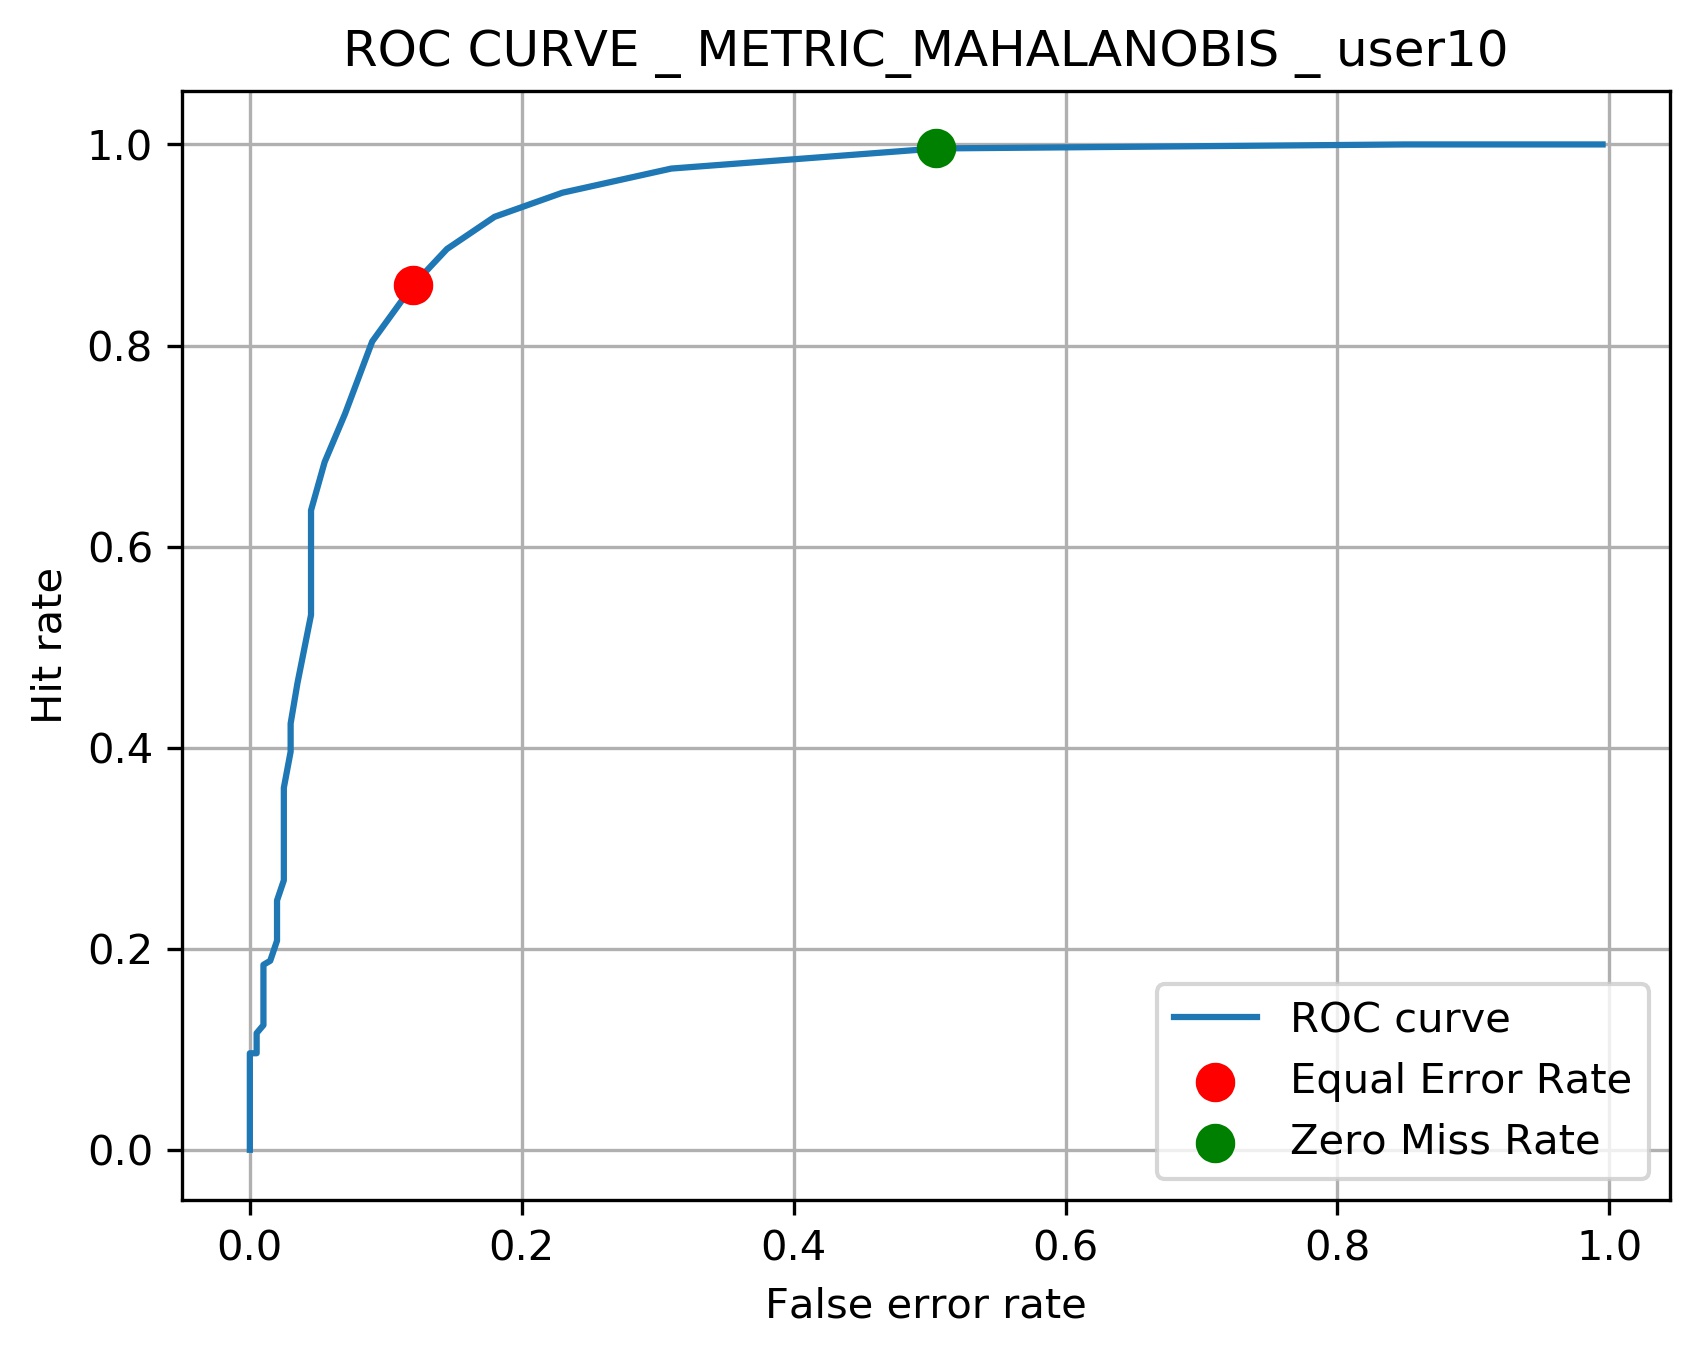 ROC CURVE _ METRIC_MAHALANOBIS _ user10
1.0
0.8
0.6
0.4
0.2
0.0
Hit rate
ROC curve
Equal Error Rate
Zero Miss Rate
0.0 0.2 0.4 0.6 0.8 1.0
False error rate